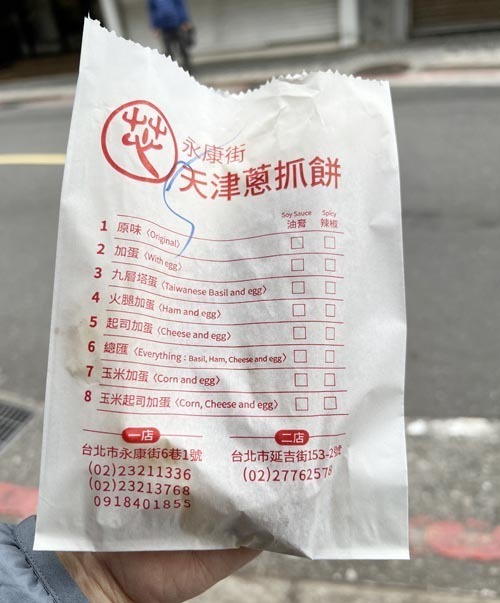 永康街
天津蔥抓餅
Soy Sauce Spicy
油膏 辣椒
1 原味〈Original〉
2 加蛋〈With egg〉
3 九層塔蛋〈Taiwanese Basil and egg〉
4 火腿加蛋〈Ham and egg〉
5 起司加蛋〈Cheese and egg〉
6 總匯〈Everything：Basil, Ham, Cheese and egg〉
7 玉米加蛋〈Corn and egg〉
8 玉米起司加蛋〈Corn, Cheese and egg〉
一店
台北市永康街6巷1號
(02)23211336
(02)23213768
0918401855
二店
台北市延吉街153-2號
(02)27762578